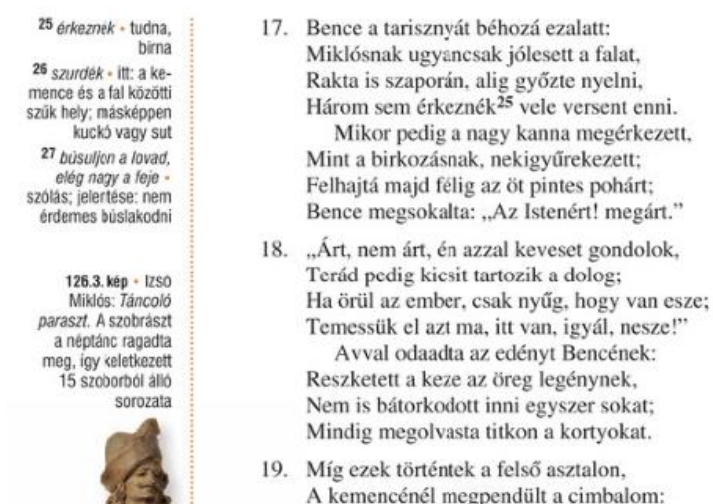 25 érkeznék • tudna,
bírna
26 szurdék • itt: a ke-
mence és a fal közötti
szűk hely; másképpen
kuckó vagy sut
27 búsuljon a lovad,
elég nagy a feje •
szólás; jelentése: nem
érdemes búslakodni
126.3. kép • Izsó
Miklós: Táncoló
paraszt. A szobrászt
a néptánc ragadta
meg, így keletkezett
15 szoborból álló
sorozata
17. Bence a tarisznyát béhozá ezalatt:
Miklósnak ugyancsak jólesett a falat,
Rakta is szaporán, alig győzte nyelni,
Három sem érkeznék25 vele versent enni.
Mikor pedig a nagy kanna megérkezett,
Mint a birkozásnak, nekigyűrekezett;
Felhajtá majd félig az öt pintes pohárt;
Bence megsokalta: „Az Istenért! megárt.”
18. „Árt, nem árt, én azzal keveset gondolok,
Terád pedig kicsit tartozik a dolog;
Ha örül az ember, csak nyűg, hogy van esze;
Temessük el azt ma, itt van, igyál, nesze!”
Avval odaadta az edényt Bencének:
Reszketett a keze az öreg legénynek,
Nem is bátorkodott inni egyszer sokat;
Mindig megolvasta titkon a kortyokat.
19. Míg ezek történtek a felső asztalon,
A kemencénél megpendült a cimbalom: